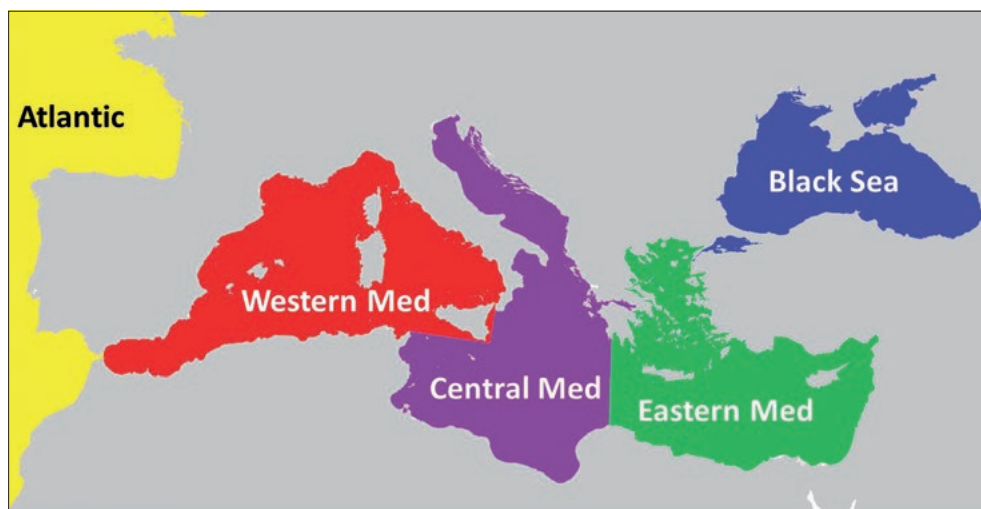 Atlantic
Black Sea
Western Med
Central Med
Eastern Med